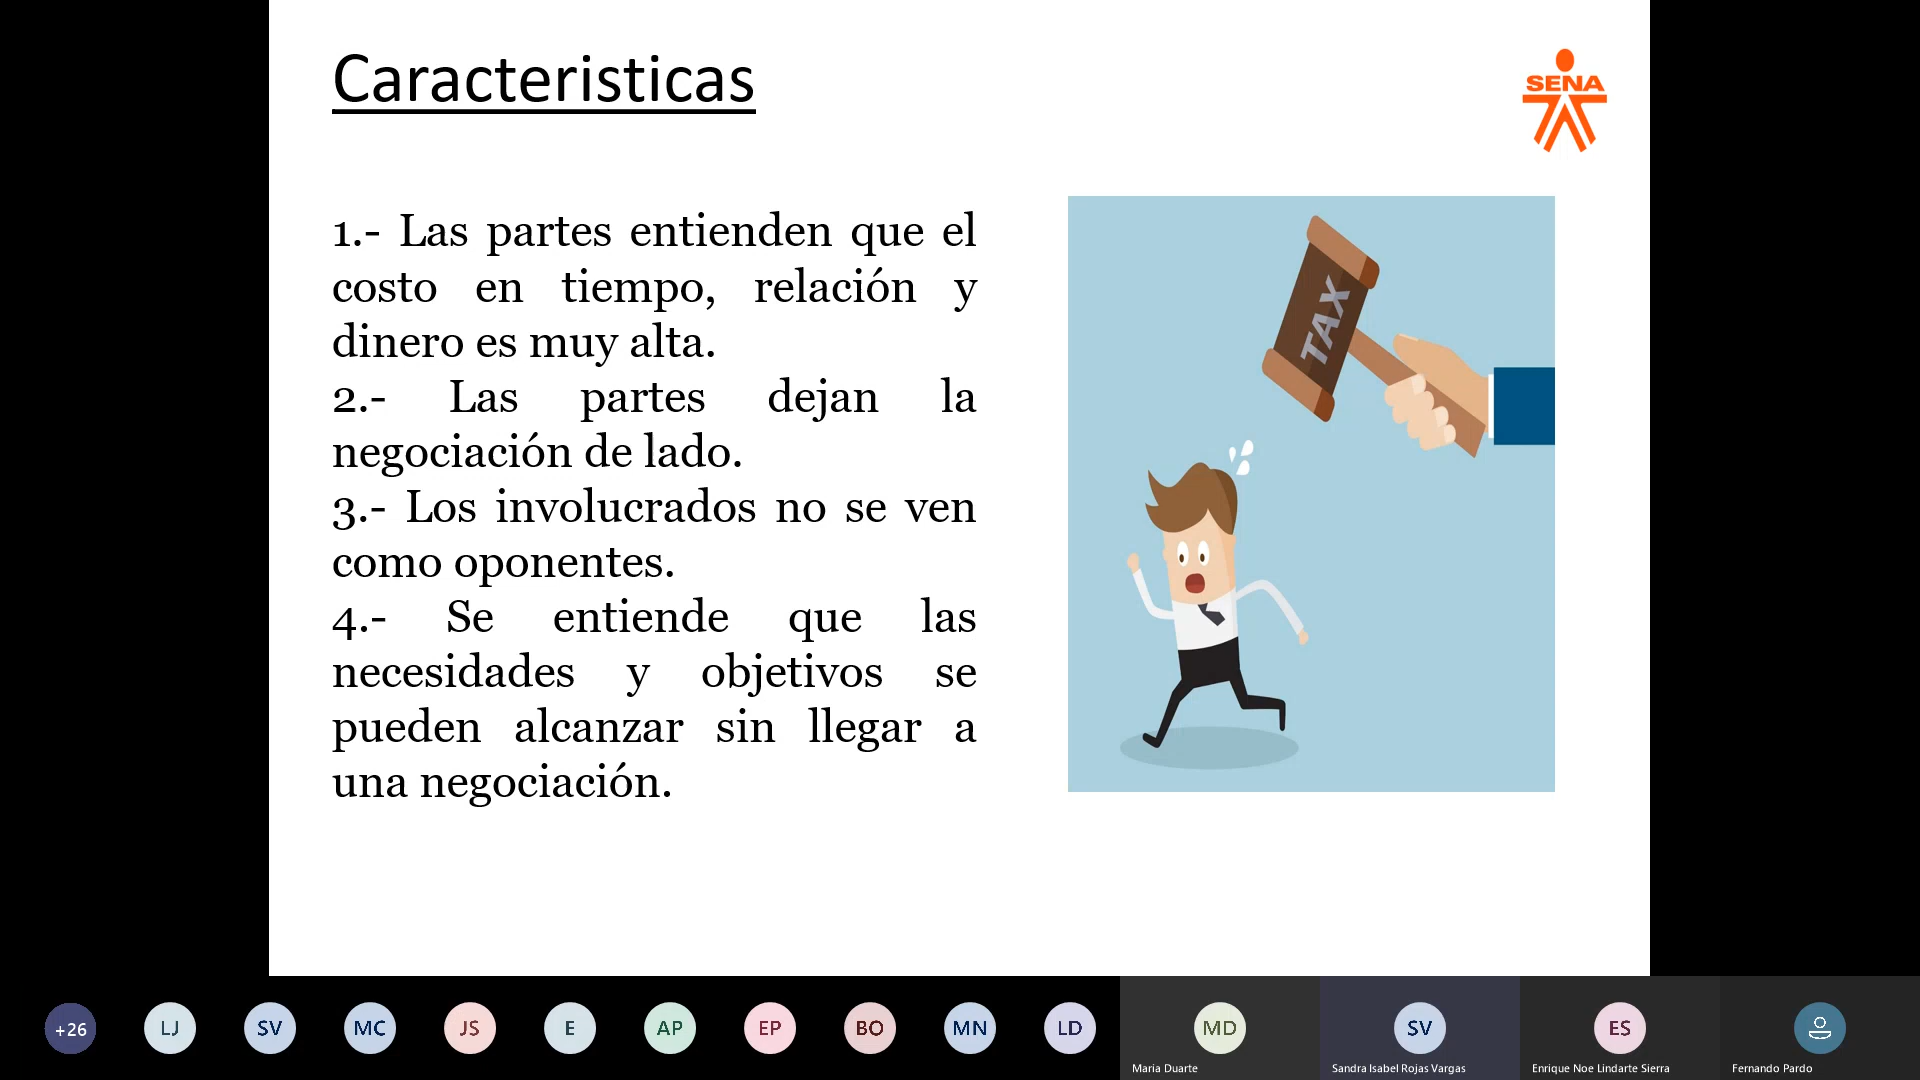 Caracteristicas
SENA
1.- Las partes entienden que el
costo en tiempo, relación y
dinero es muy alta.
2.- Las partes dejan la
negociación de lado.
3.- Los involucrados no se ven
como oponentes.
4.- Se entiende que las
necesidades y objetivos se
pueden alcanzar sin llegar a
una negociación.
TAX
+26
LJ
SV
MC
JS
E
AP
EP
BO
MN
LD
MD
SV
ES
Maria Duarte
Sandra Isabel Rojas Vargas
Enrique Noe Lindarte Sierra
Fernando Pardo